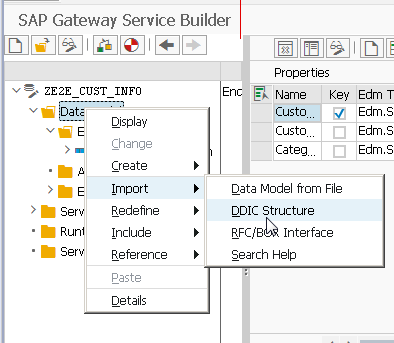 SAP Gateway Service Builder
ZE2E_CUST_INFO
Data
E
A
E
Serv
Runt
Serv
Display
Change
Create
Import
Redefine
Include
Reference
Paste
Details
Data Model from File
DDIC Structure
RFC/BOR Interface
Search Help
Enc
Properties
Name Key Edm T
Custo... Edm.S
Custo... Edm.S
Categ... Edm.S